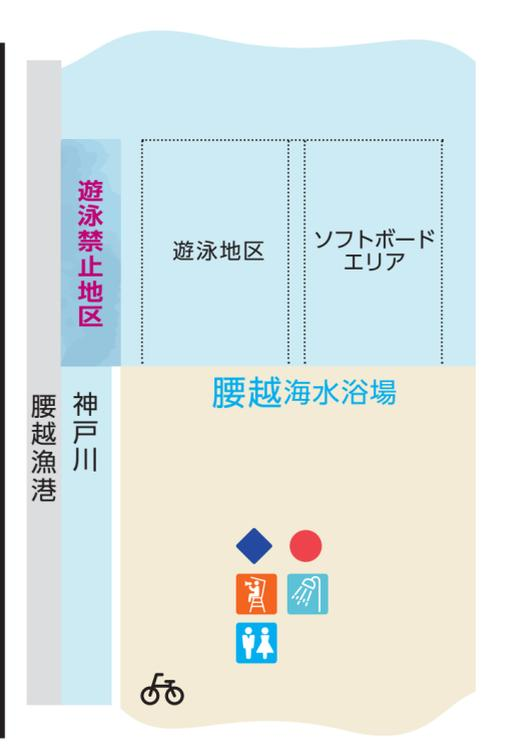 遊泳禁止地区
遊泳地区
ソフトボード
エリア
腰越海水浴場
腰越漁港
神戸川